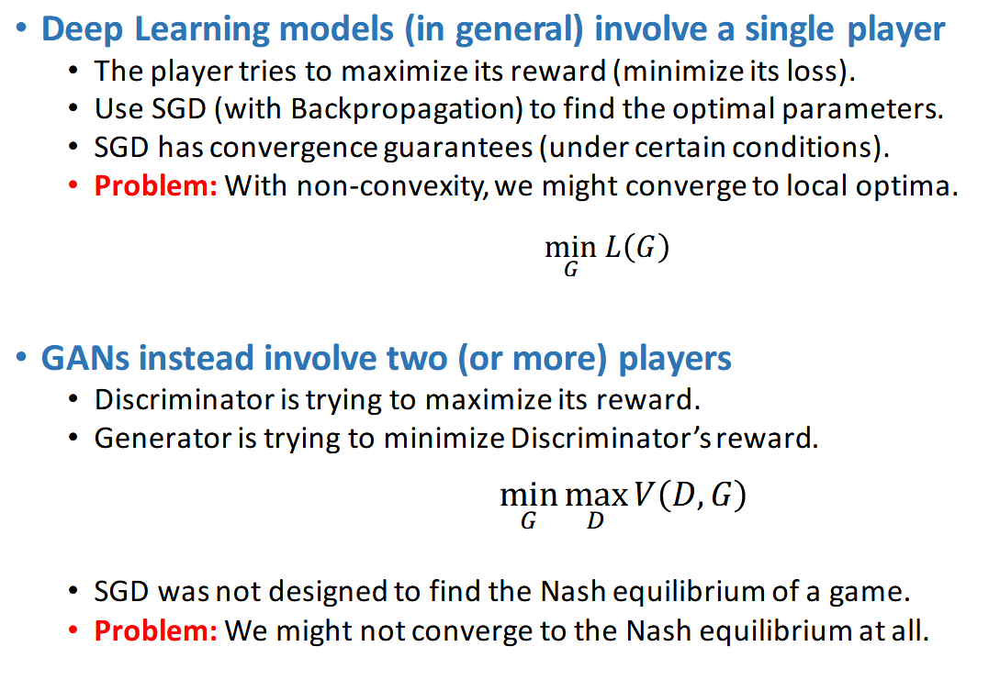 • Deep Learning models (in general) involve a single player
• The player tries to maximize its reward (minimize its loss).
• Use SGD (with Backpropagation) to find the optimal parameters.
• SGD has convergence guarantees (under certain conditions).
• Problem: With non-convexity, we might converge to local optima.
min L(G)
G
• GANs instead involve two (or more) players
• Discriminator is trying to maximize its reward.
• Generator is trying to minimize Discriminator's reward.
min max V(D, G)
G D
• SGD was not designed to find the Nash equilibrium of a game.
• Problem: We might not converge to the Nash equilibrium at all.